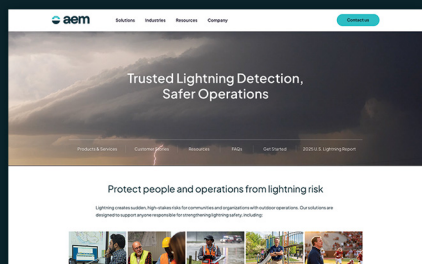 aem
Solutions Industries Resources Company
Contact us
Trusted Lightning Detection,
Safer Operations
Products & Services Customer Stories Resources FAQs Get Started 2025 U.S. Lightning Report
Protect people and operations from lightning risk
Lightning creates sudden, high-stakes risks for communities and organizations with outdoor operations. Our solutions are
designed to support anyone responsible for strengthening lightning safety, including: